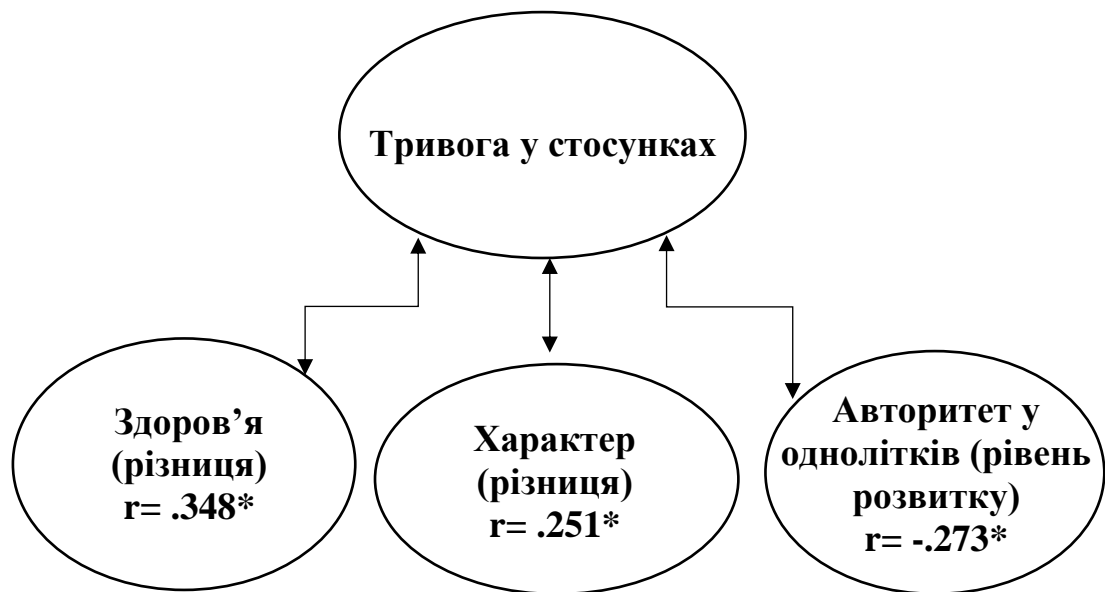 Тривога у стосунках
Здоров’я
(різниця)
r= .348*
Характер
(різниця)
r= .251*
Авторитет у
однолітків (рівень
розвитку)
r= -.273*